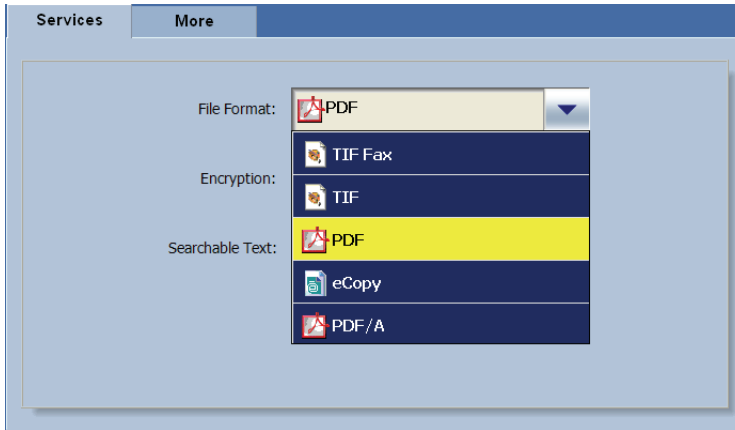 Services More
File Format: PDF
TIF Fax
Encryption:
TIF
Searchable Text: PDF
eCopy
PDF/A